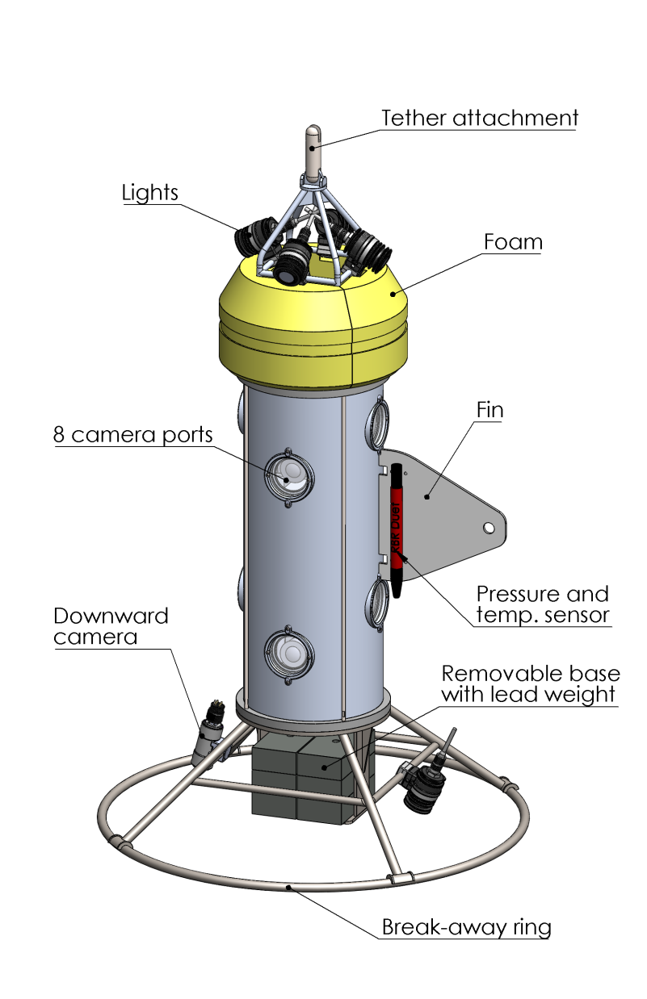 Tether attachment
Lights
Foam
Fin
8 camera ports
RBR Duet
Pressure and
temp. sensor
Downward
camera
Removable base
with lead weight
Break-away ring